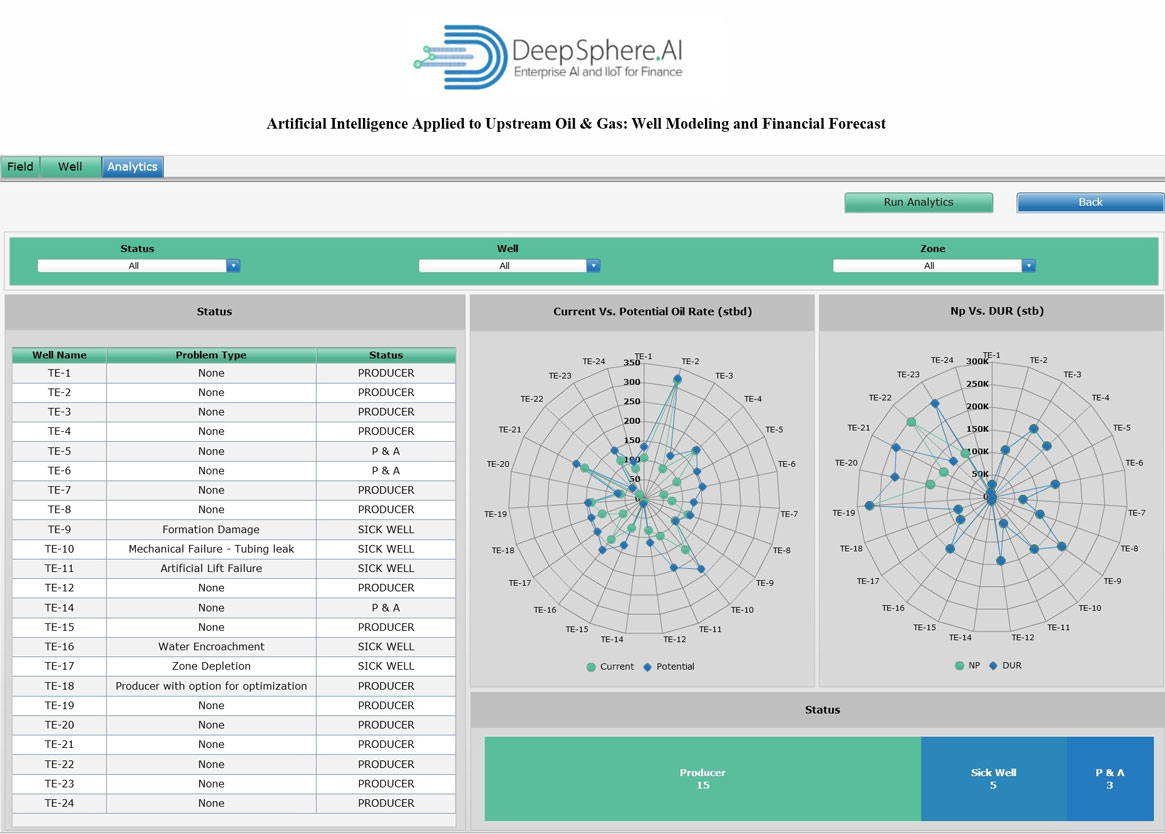 DeepSphere.AI
Enterprise AI and IIoT for Finance
Artificial Intelligence Applied to Upstream Oil & Gas: Well Modeling and Financial Forecast
Field Well Analytics
Run Analytics Back
Status Well Zone
All All All
Status
Well Name Problem Type Status
TE-1 None PRODUCER
TE-2 None PRODUCER
TE-3 None PRODUCER
TE-4 None PRODUCER
TE-5 None P & A
TE-6 None P & A
TE-7 None PRODUCER
TE-8 None PRODUCER
TE-9 Formation Damage SICK WELL
TE-10 Mechanical Failure - Tubing leak SICK WELL
TE-11 Artificial Lift Failure SICK WELL
TE-12 None PRODUCER
TE-14 None P & A
TE-15 None PRODUCER
TE-16 Water Encroachment SICK WELL
TE-17 Zone Depletion SICK WELL
TE-18 Producer with option for optimization PRODUCER
TE-19 None PRODUCER
TE-20 None PRODUCER
TE-21 None PRODUCER
TE-22 None PRODUCER
TE-23 None PRODUCER
TE-24 None PRODUCER
Current Vs. Potential Oil Rate (stbd)
TE-1
TE-2
TE-3
TE-4
TE-5
TE-6
TE-7
TE-8
TE-9
TE-10
TE-11
TE-12
TE-14
TE-15
TE-16
TE-17
TE-18
TE-19
TE-20
TE-21
TE-22
TE-23
TE-24
350
300
250
200
150
100
50
0
Current Potential
Np Vs. DUR (stb)
TE-1
TE-2
TE-3
TE-4
TE-5
TE-6
TE-7
TE-8
TE-9
TE-10
TE-11
TE-12
TE-14
TE-15
TE-16
TE-17
TE-18
TE-19
TE-20
TE-21
TE-22
TE-23
TE-24
300K
250K
200K
150K
100K
50K
0
NP DUR
Status
Producer
15
Sick Well
5
P & A
3